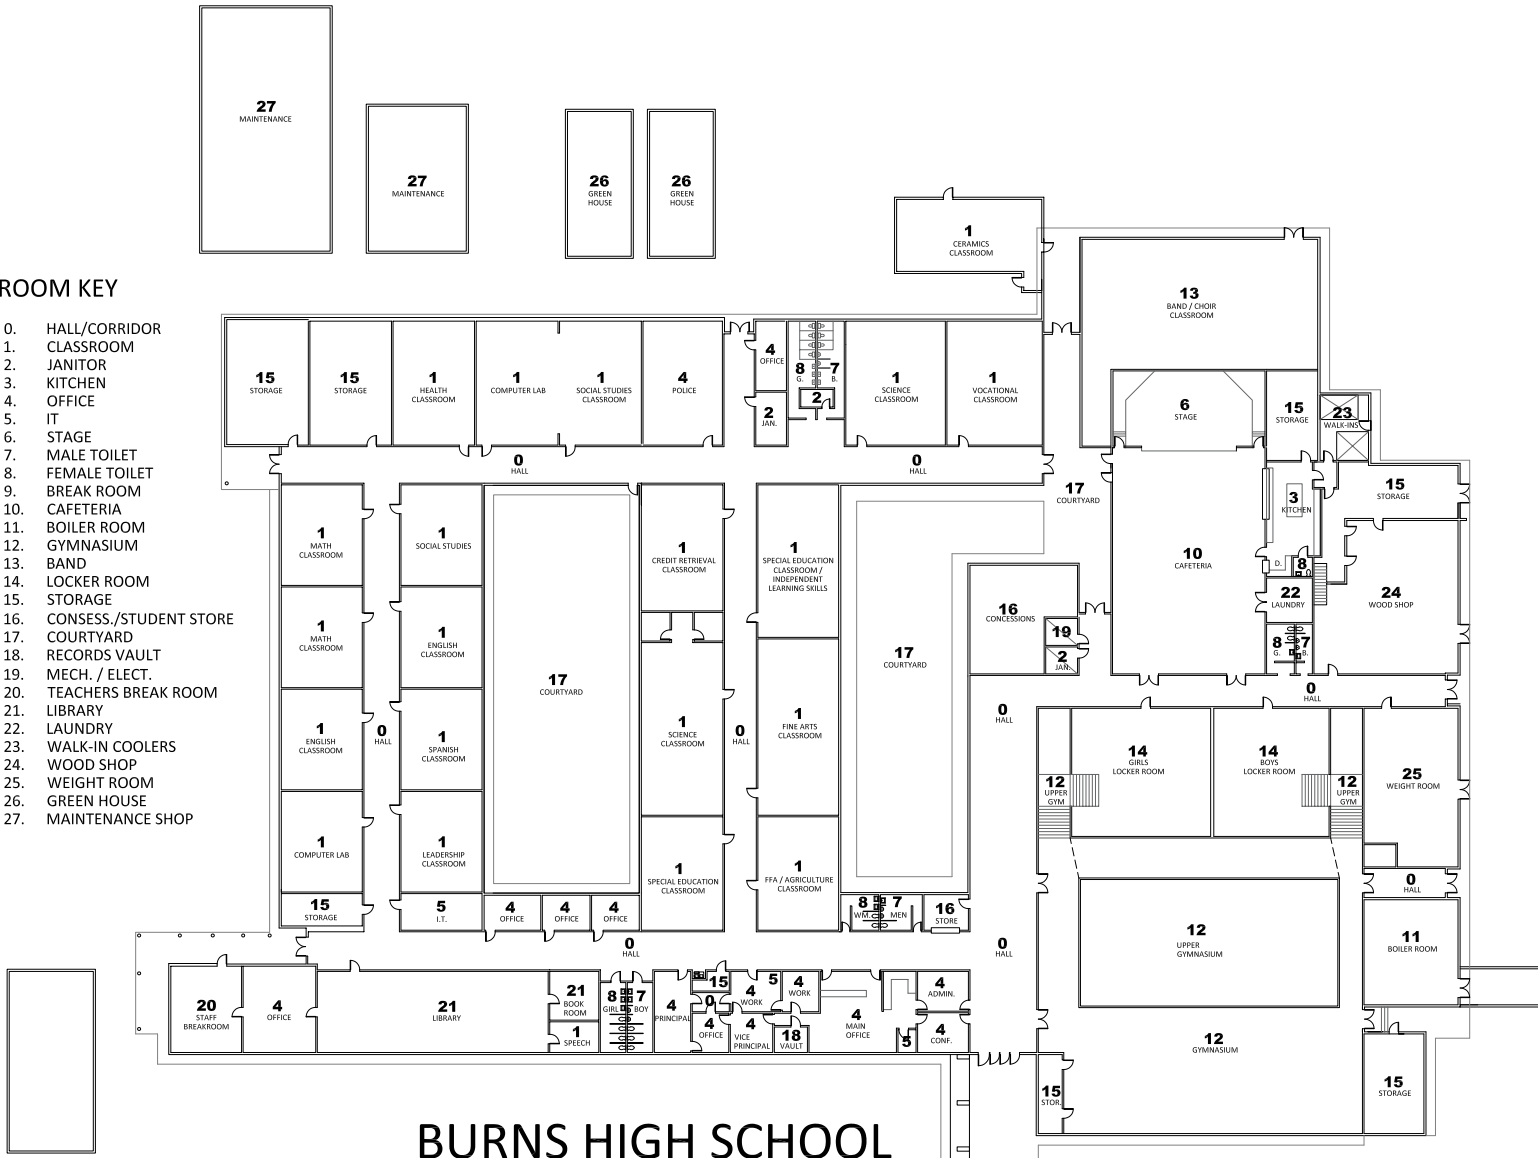 27
MAINTENANCE
27
MAINTENANCE
26
GREEN
HOUSE
26
GREEN
HOUSE
1
CERAMICS
CLASSROOM
13
BAND / CHOIR
CLASSROOM
ROOM KEY
0. HALL/CORRIDOR
1. CLASSROOM
2. JANITOR
3. KITCHEN
4. OFFICE
5. IT
6. STAGE
7. MALE TOILET
8. FEMALE TOILET
9. BREAK ROOM
10. CAFETERIA
11. BOILER ROOM
12. GYMNASIUM
13. BAND
14. LOCKER ROOM
15. STORAGE
16. CONSESS./STUDENT STORE
17. COURTYARD
18. RECORDS VAULT
19. MECH. / ELECT.
20. TEACHERS BREAK ROOM
21. LIBRARY
22. LAUNDRY
23. WALK-IN COOLERS
24. WOOD SHOP
25. WEIGHT ROOM
26. GREEN HOUSE
27. MAINTENANCE SHOP
15
STORAGE
15
STORAGE
1
HEALTH
CLASSROOM
1
COMPUTER LAB
1
SOCIAL STUDIES
CLASSROOM
4
POLICE
4
OFFICE
2
JAN.
8
G.
7
B.
2
1
SCIENCE
CLASSROOM
1
VOCATIONAL
CLASSROOM
6
STAGE
15
STORAGE
23
WALK-INS
0
HALL
0
HALL
17
COURTYARD
3
KITCHEN
15
STORAGE
1
MATH
CLASSROOM
1
SOCIAL STUDIES
1
CREDIT RETRIEVAL
CLASSROOM
1
SPECIAL EDUCATION
CLASSROOM /
INDEPENDENT
LEARNING SKILLS
10
CAFETERIA
D.
8
22
LAUNDRY
24
WOOD SHOP
1
MATH
CLASSROOM
1
ENGLISH
CLASSROOM
16
CONCESSIONS
19
2
JAN.
8
G.
7
B.
17
COURTYARD
17
COURTYARD
0
HALL
1
ENGLISH
CLASSROOM
0
HALL
1
SPANISH
CLASSROOM
1
SCIENCE
CLASSROOM
0
HALL
1
FINE ARTS
CLASSROOM
0
HALL
14
GIRLS
LOCKER ROOM
14
BOYS
LOCKER ROOM
12
UPPER
GYM
12
UPPER
GYM
25
WEIGHT ROOM
1
COMPUTER LAB
1
LEADERSHIP
CLASSROOM
1
SPECIAL EDUCATION
CLASSROOM
1
FFA / AGRICULTURE
CLASSROOM
0
HALL
15
STORAGE
5
I.T.
4
OFFICE
4
OFFICE
4
OFFICE
8
WM.
7
MEN
16
STORE
0
HALL
0
HALL
12
UPPER
GYMNASIUM
11
BOILER ROOM
20
STAFF
BREAKROOM
4
OFFICE
21
LIBRARY
21
BOOK
ROOM
1
SPEECH
8
GIRL
7
BOY
4
PRINCIPAL
15
0
4
OFFICE
4
WORK
5
4
VICE
PRINCIPAL
4
WORK
18
VAULT
4
MAIN
OFFICE
5
4
ADMIN.
4
CONF.
12
GYMNASIUM
15
STOR.
15
STORAGE
BURNS HIGH SCHOOL